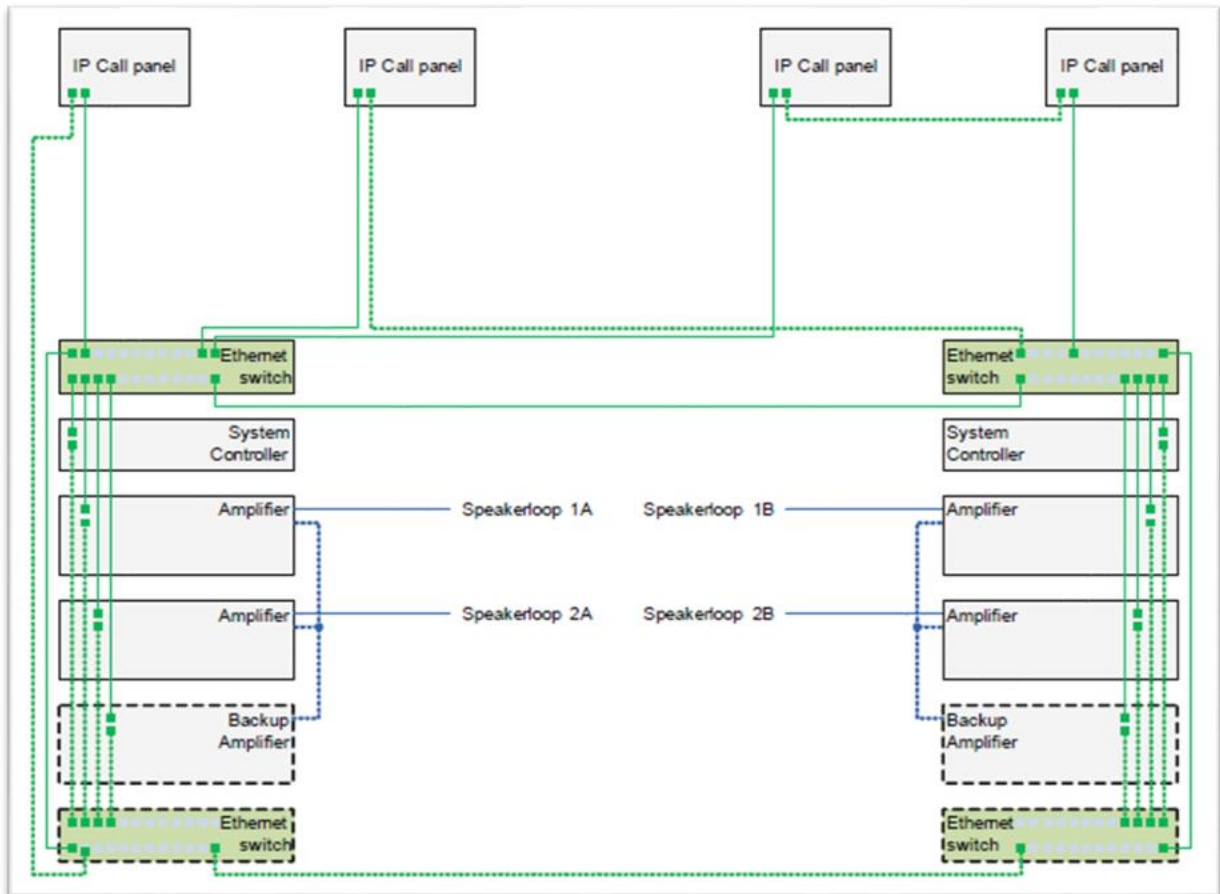 IP Call panel
IP Call panel
IP Call panel
IP Call panel
Ethernet
switch
Ethernet
switch
System
Controller
System
Controller
Amplifier
Speakerloop 1A
Speakerloop 1B
Amplifier
Amplifier
Speakerloop 2A
Speakerloop 2B
Amplifier
Backup
Amplifier
Backup
Amplifier
Ethernet
switch
Ethernet
switch